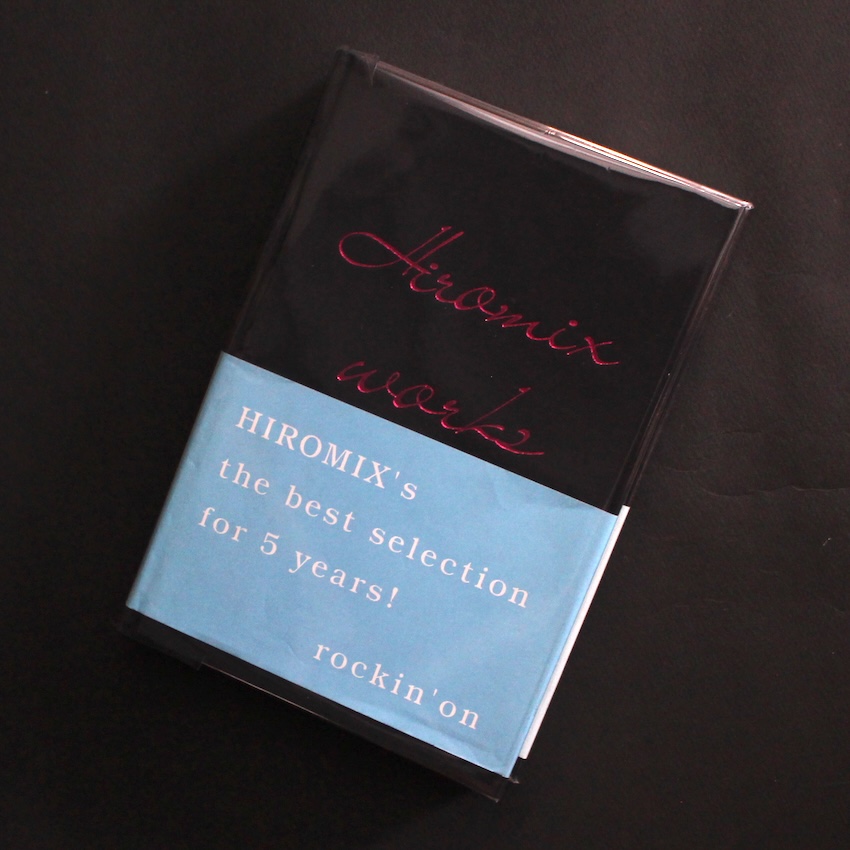 Hiromix
works
HIROMIX's
the best selection
for 5 years!
rockin'on